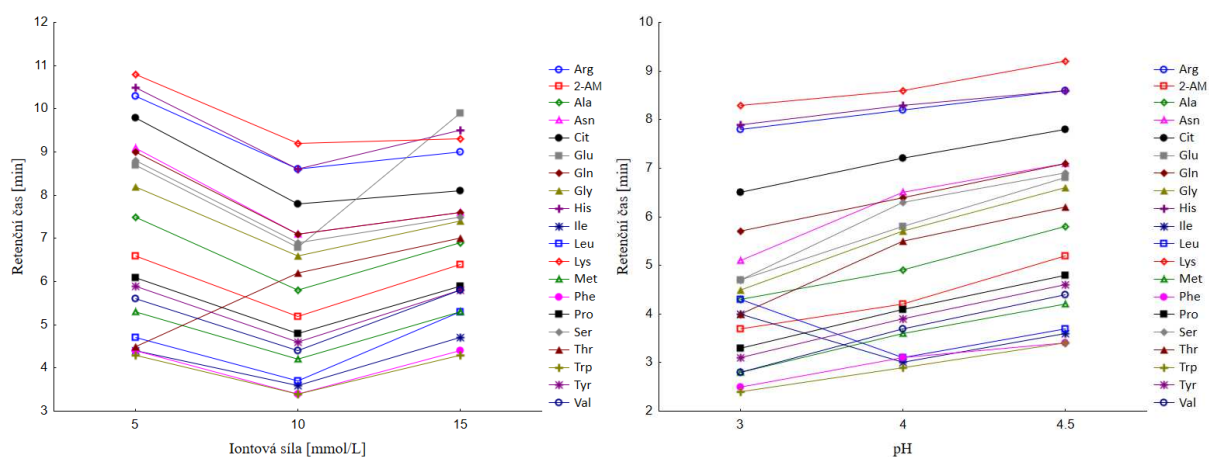 12
11
10
9
8
7
6
5
4
3
Retenční čas [min]
5
10
15
Iontová síla [mmol/L]
Arg
2-AM
Ala
Asn
Cit
Glu
Gln
Gly
His
Ile
Leu
Lys
Met
Phe
Pro
Ser
Thr
Trp
Tyr
Val
10
9
8
7
6
5
4
3
2
Retenční čas [min]
3
4
4.5
pH
Arg
2-AM
Ala
Asn
Cit
Glu
Gln
Gly
His
Ile
Leu
Lys
Met
Phe
Pro
Ser
Thr
Trp
Tyr
Val